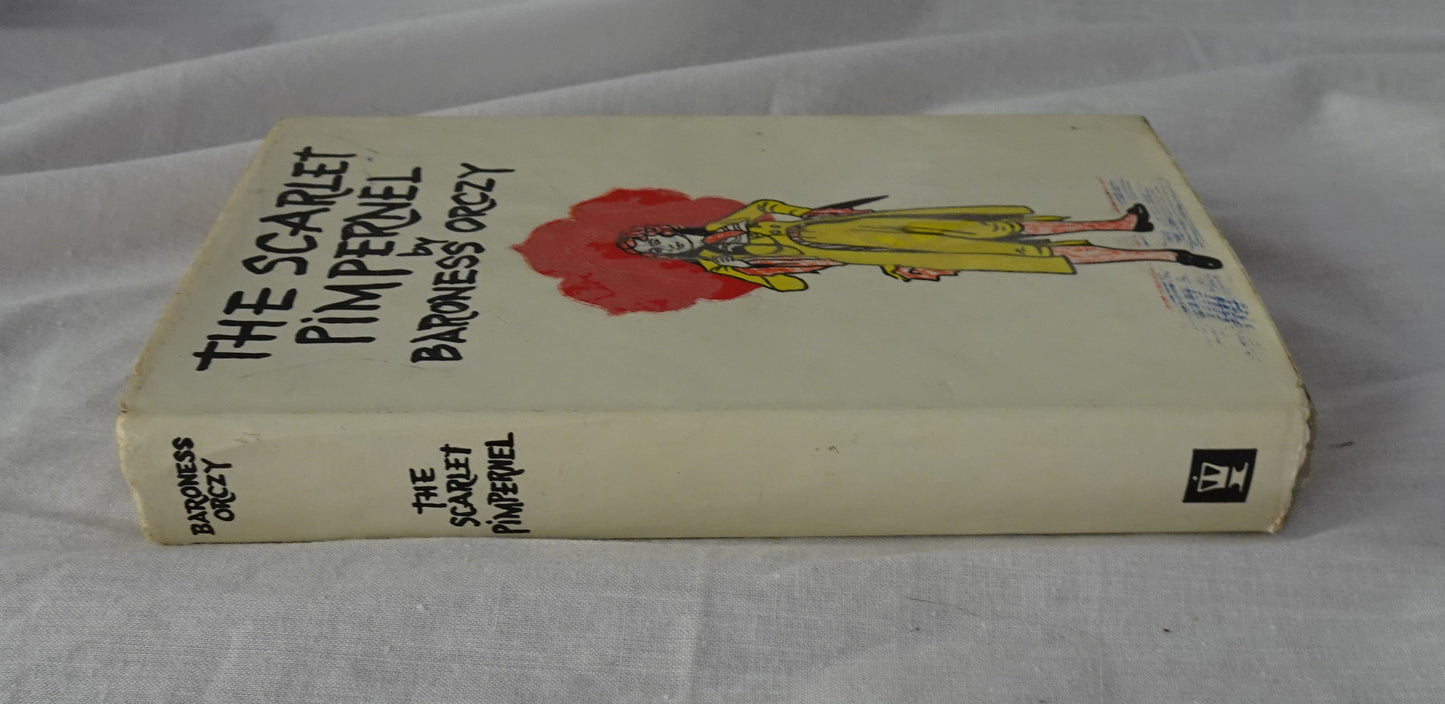 THE SCARLET
PiMPERNEL
by
BARONESS ORCZY
BARONESS
ORCZY
THE
SCARLET
PiMPERNEL